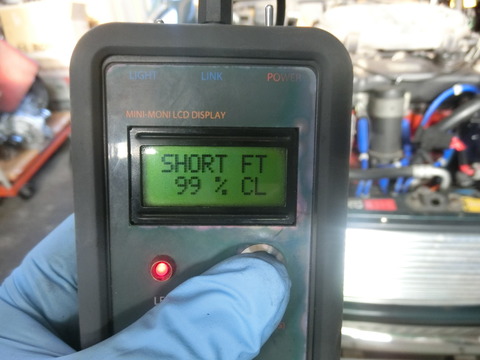 LIGHT LINK POWER
MINI-MONI LCD DISPLAY
SHORT FT
99 % CL